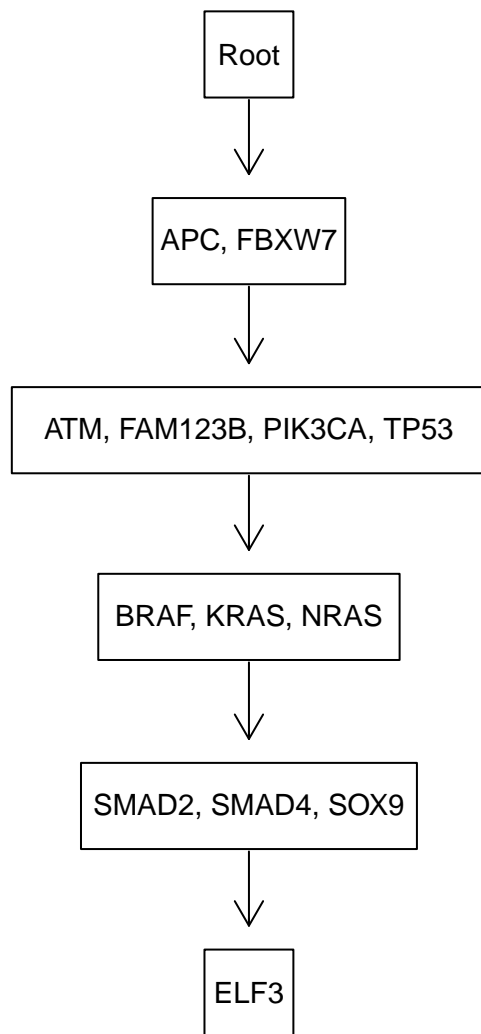 Root
APC, FBXW7
ATM, FAM123B, PIK3CA, TP53
BRAF, KRAS, NRAS
SMAD2, SMAD4, SOX9
ELF3